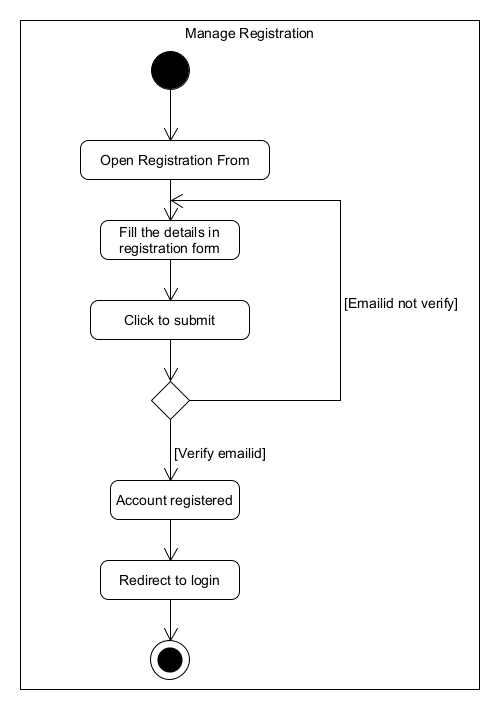 Manage Registration
Open Registration From
Fill the details in
registration form
Click to submit
[Emailid not verify]
[Verify emailid]
Account registered
Redirect to login